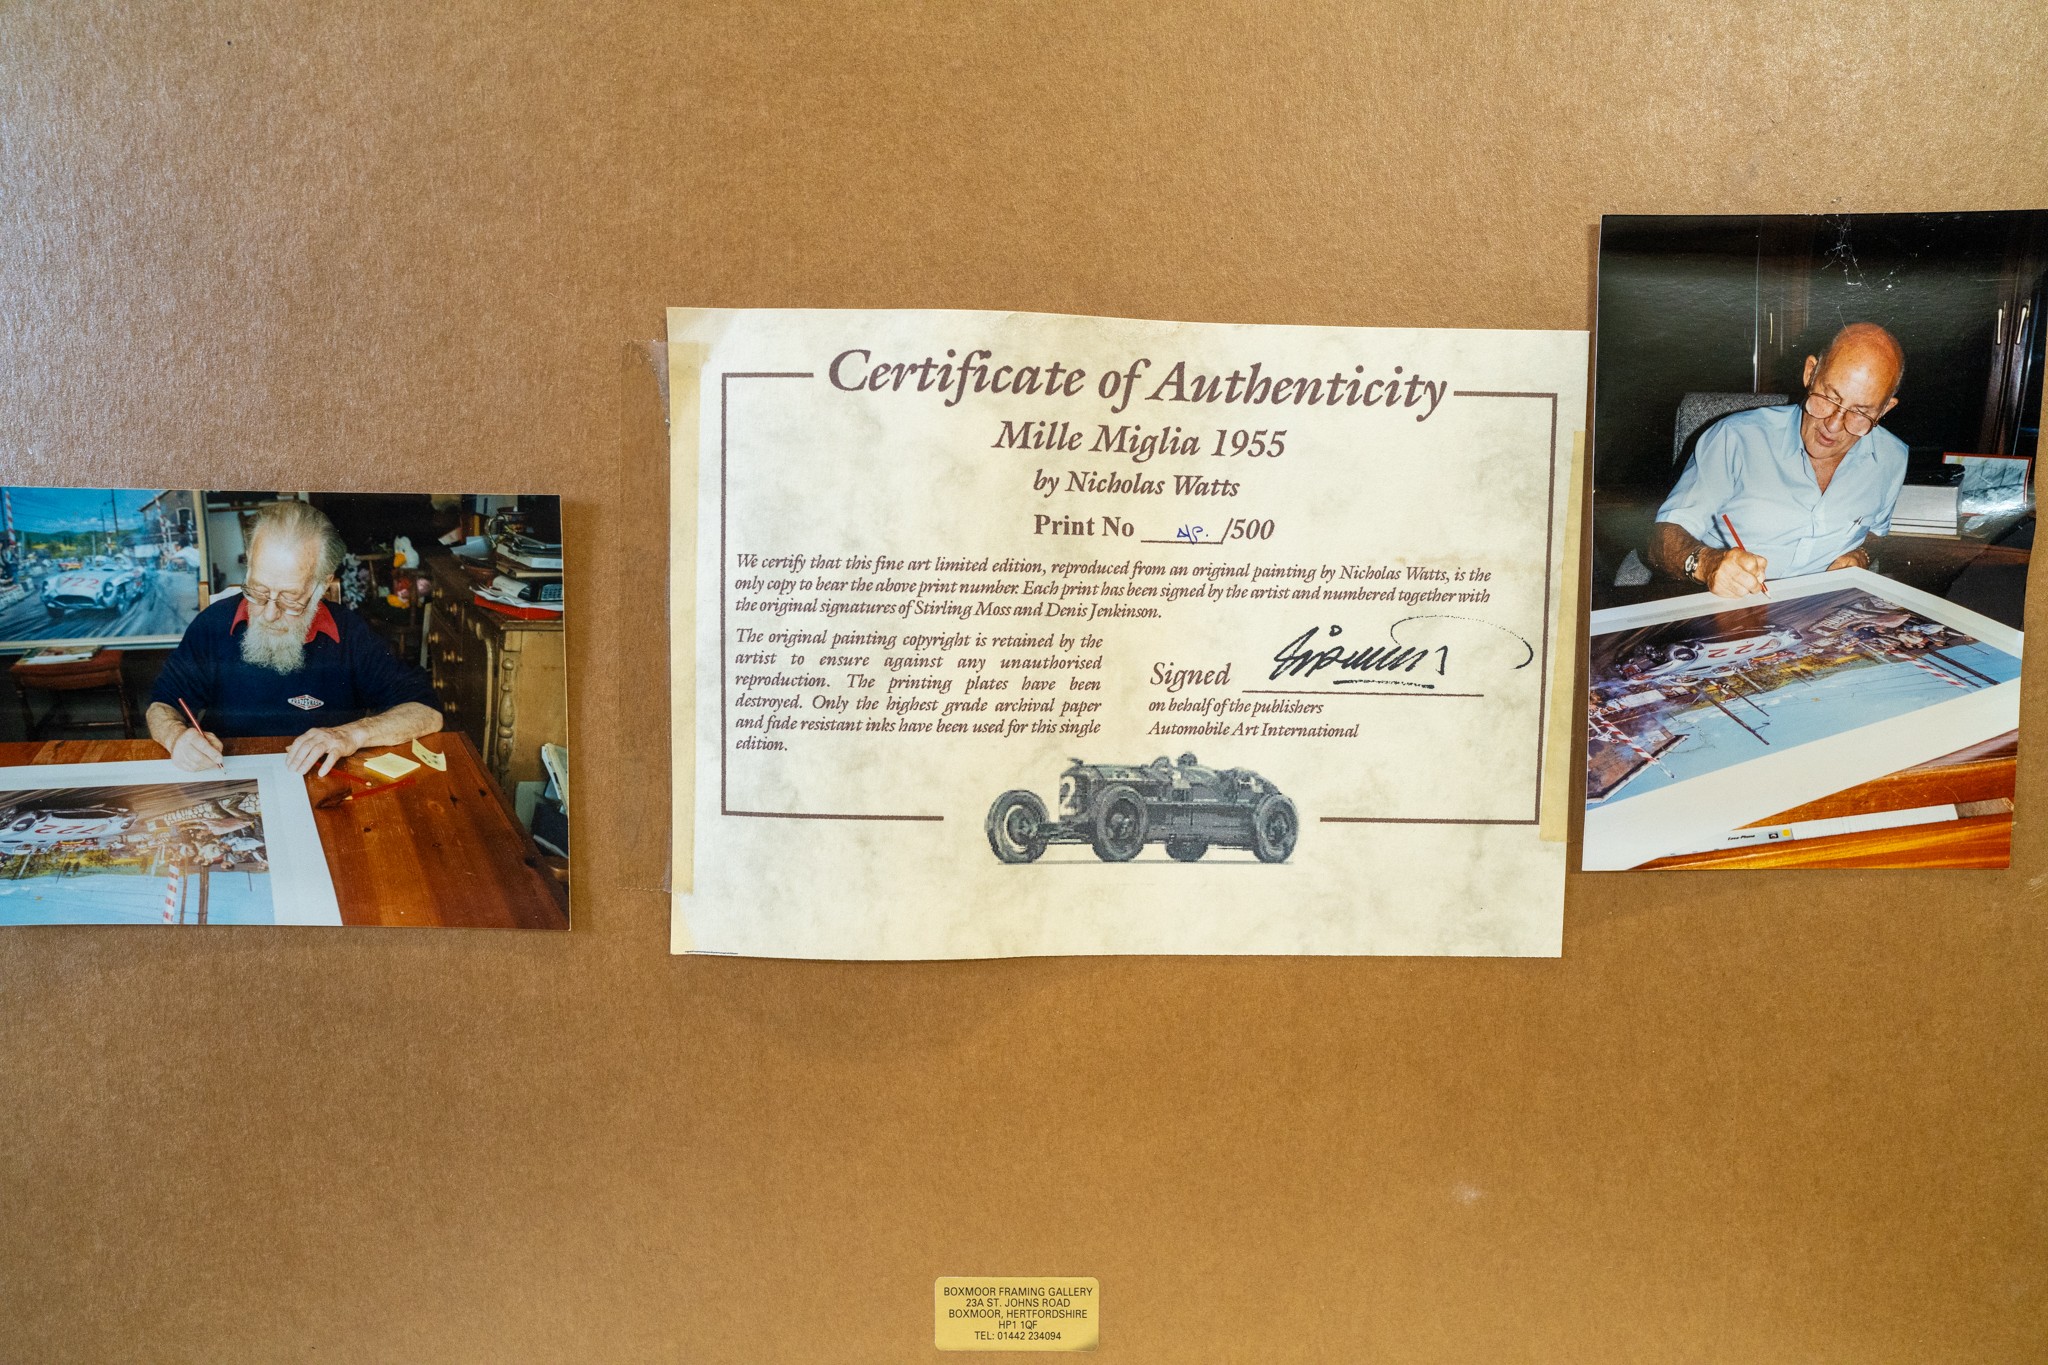 Certificate of Authenticity
Mille Miglia 1955
by Nicholas Watts
Print No A/P. /500
We certify that this fine art limited edition, reproduced from an original painting by Nicholas Watts, is the
only copy to bear the above print number. Each print has been signed by the artist and numbered together with
the original signatures of Stirling Moss and Denis Jenkinson.
The original painting copyright is retained by the
artist to ensure against any unauthorised
reproduction. The printing plates have been
destroyed. Only the highest grade archival paper
and fade resistant inks have been used for this single
edition.
Signed
on behalf of the publishers
Automobile Art International
2
722
722
722
BOXMOOR FRAMING GALLERY
23A ST. JOHNS ROAD
BOXMOOR, HERTFORDSHIRE
HP1 1QF
TEL: 01442 234094